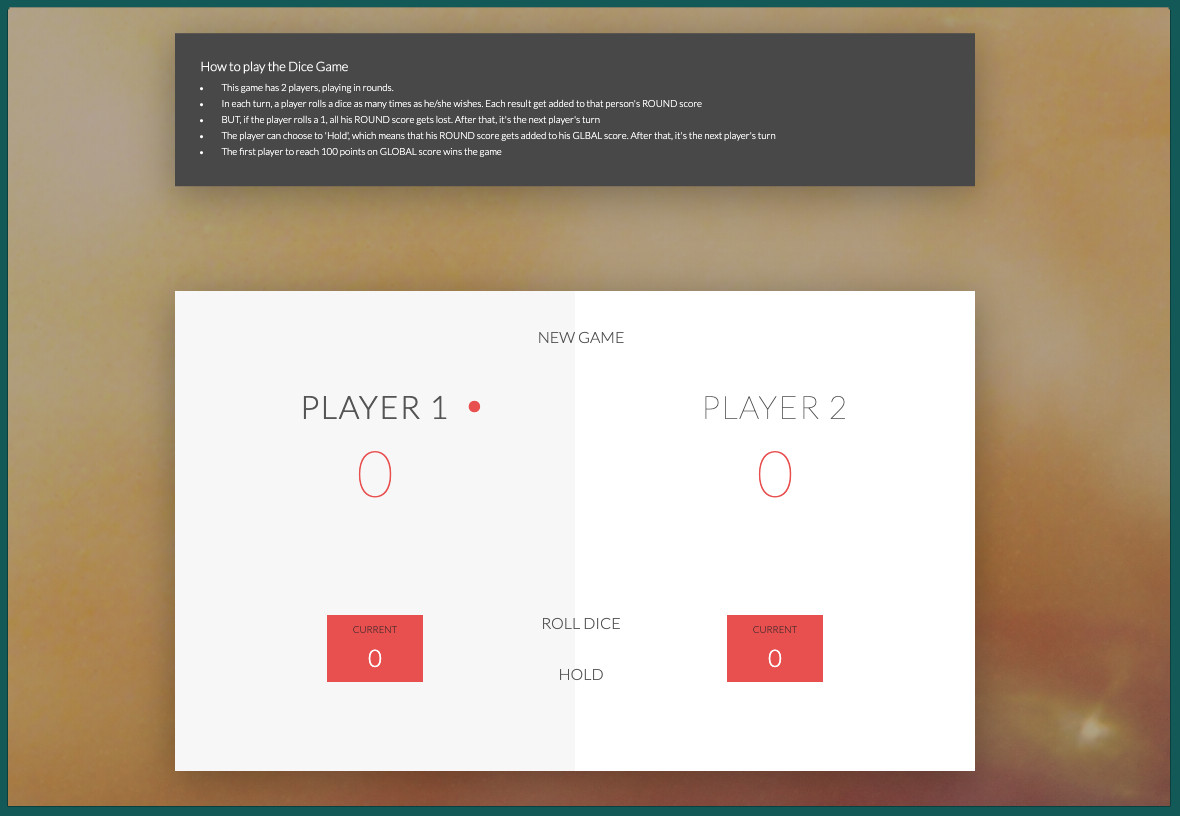 How to play the Dice Game
• This game has 2 players, playing in rounds.
• In each turn, a player rolls a dice as many times as he/she wishes. Each result get added to that person's ROUND score
• BUT, if the player rolls a 1, all his ROUND score gets lost. After that, it's the next player's turn
• The player can choose to 'Hold', which means that his ROUND score gets added to his GLBAL score. After that, it's the next player's turn
• The first player to reach 100 points on GLOBAL score wins the game
NEW GAME
PLAYER 1
PLAYER 2
0
0
ROLL DICE
CURRENT
0
CURRENT
0
HOLD